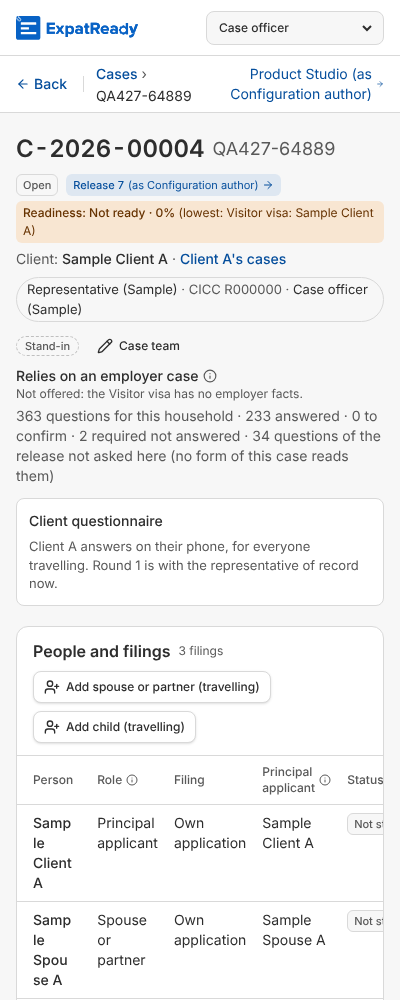 ExpatReady
Case officer
Back
Cases ›
QA427-64889
Product Studio (as
Configuration author)
C-2026-00004 QA427-64889
Open
Release 7 (as Configuration author) →
Readiness: Not ready · 0% (lowest: Visitor visa: Sample Client
A)
Client: Sample Client A · Client A's cases
Representative (Sample) · CICC R000000 · Case officer
(Sample)
Stand-in
Case team
Relies on an employer case
Not offered: the Visitor visa has no employer facts.
363 questions for this household · 233 answered · 0 to
confirm · 2 required not answered · 34 questions of the
release not asked here (no form of this case reads
them)
Client questionnaire
Client A answers on their phone, for everyone
travelling. Round 1 is with the representative of record
now.
People and filings 3 filings
Add spouse or partner (travelling)
Add child (travelling)
Person
Role
Filing
Principal
applicant
Status
Samp
le
Client
A
Principal
applicant
Own
application
Sample
Client A
Not st
Samp
le
Spou
se A
Spouse
or
partner
Own
application
Sample
Spouse A
Not st